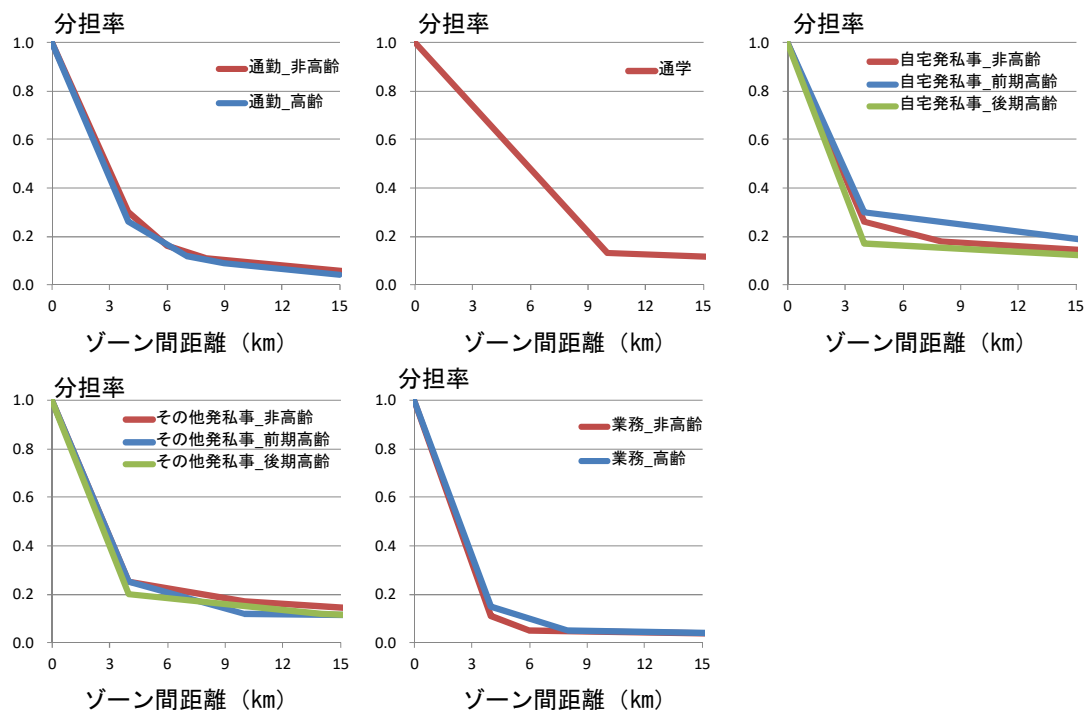 分担率
1.0
0.8
0.6
0.4
0.2
0.0
通勤_非高齢
通勤_高齢
0 3 6 9 12 15
ゾーン間距離（km）
分担率
1.0
0.8
0.6
0.4
0.2
0.0
通学
0 3 6 9 12 15
ゾーン間距離（km）
分担率
1.0
0.8
0.6
0.4
0.2
0.0
自宅発私事_非高齢
自宅発私事_前期高齢
自宅発私事_後期高齢
0 3 6 9 12 15
ゾーン間距離（km）
分担率
1.0
0.8
0.6
0.4
0.2
0.0
その他発私事_非高齢
その他発私事_前期高齢
その他発私事_後期高齢
0 3 6 9 12 15
ゾーン間距離（km）
分担率
1.0
0.8
0.6
0.4
0.2
0.0
業務_非高齢
業務_高齢
0 3 6 9 12 15
ゾーン間距離（km）